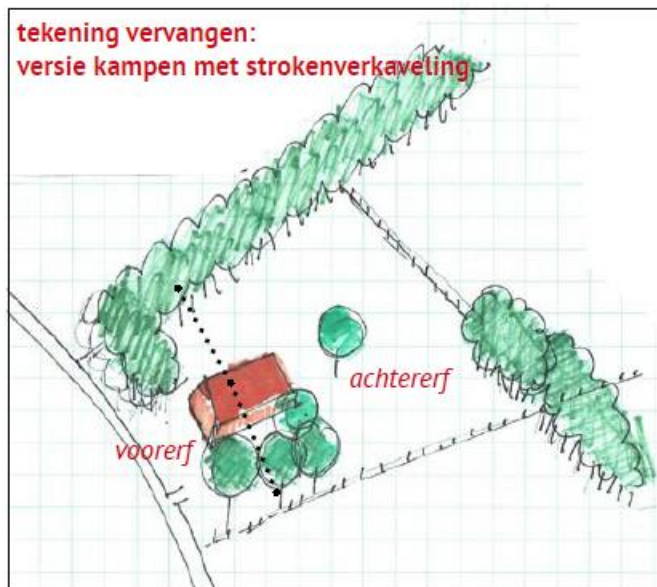 tekening vervangen:
versie kampen met strokenverkaveling
achtererf
voorerf